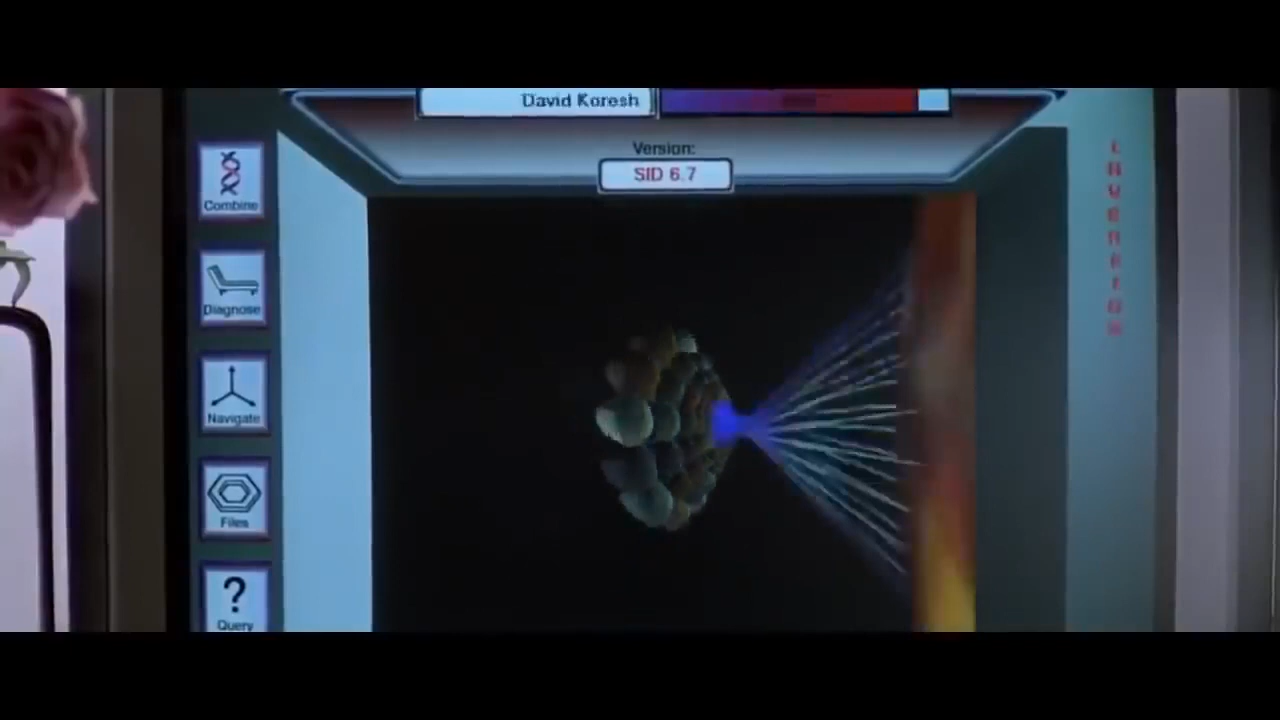 David Koresh
Version:
SID 6.7
Combine
Diagnose
Navigate
Files
?
Query